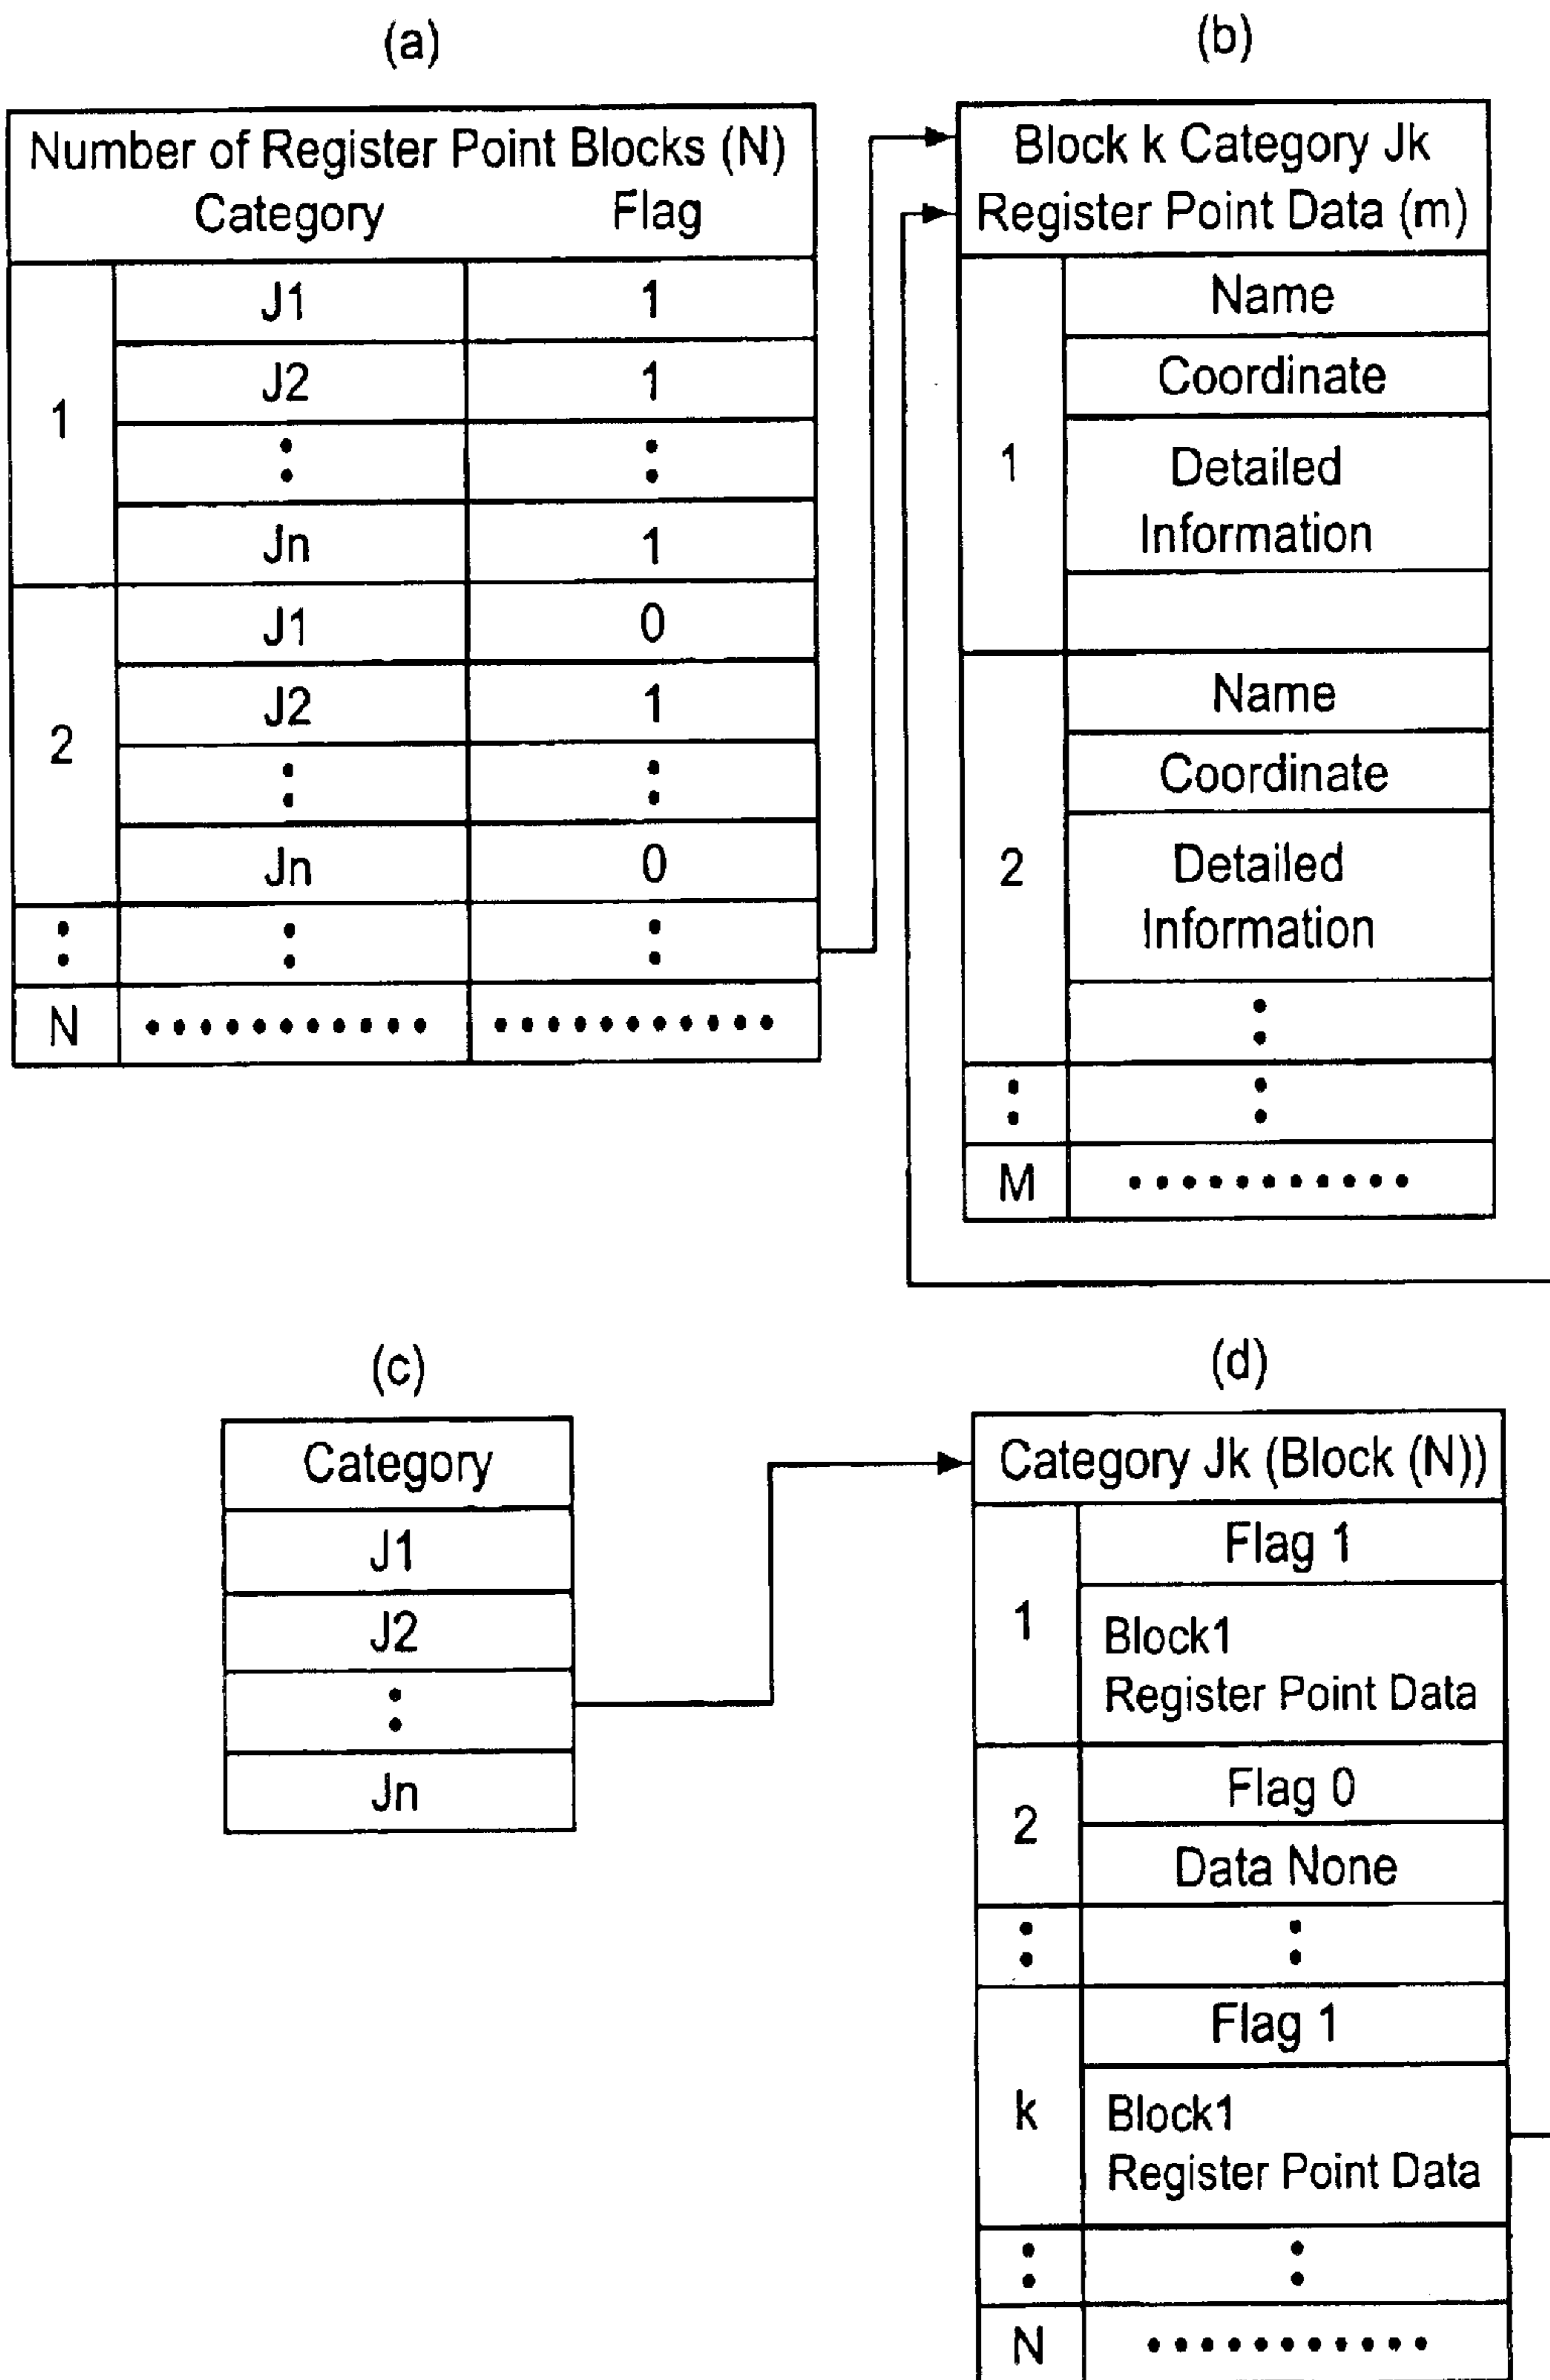 (a)
Number of Register Point Blocks (N)
Category Flag
1
J1 1
J2 1
⋮ ⋮
Jn 1
2
J1 0
J2 1
⋮ ⋮
Jn 0
⋮ ⋮ ⋮
N ........... ...........
(b)
Block k Category Jk
Register Point Data (m)
1
Name
Coordinate
Detailed
Information
2
Name
Coordinate
Detailed
Information
⋮
⋮ ⋮
M ...........
(c)
Category
J1
J2
⋮
Jn
(d)
Category Jk (Block (N))
1
Flag 1
Block1
Register Point Data
2
Flag 0
Data None
⋮ ⋮
k
Flag 1
Block1
Register Point Data
⋮ ⋮
N ...........